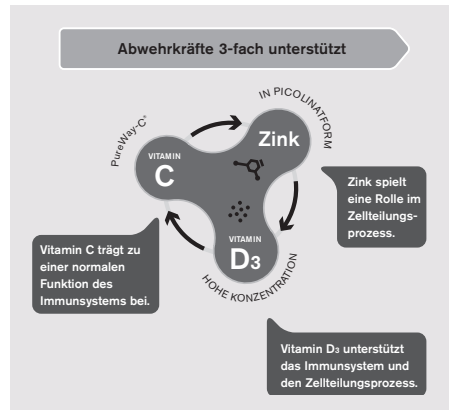 Abwehrkräfte 3-fach unterstützt
IN PICOLINATFORM
PureWay-C®
Zink
VITAMIN
C
Zink spielt
eine Rolle im
Zellteilungs-
prozess.
VITAMIN
D3
HOHE KONZENTRATION
Vitamin C trägt zu
einer normalen
Funktion des
Immunsystems bei.
Vitamin D3 unterstützt
das Immunsystem und
den Zellteilungsprozess.